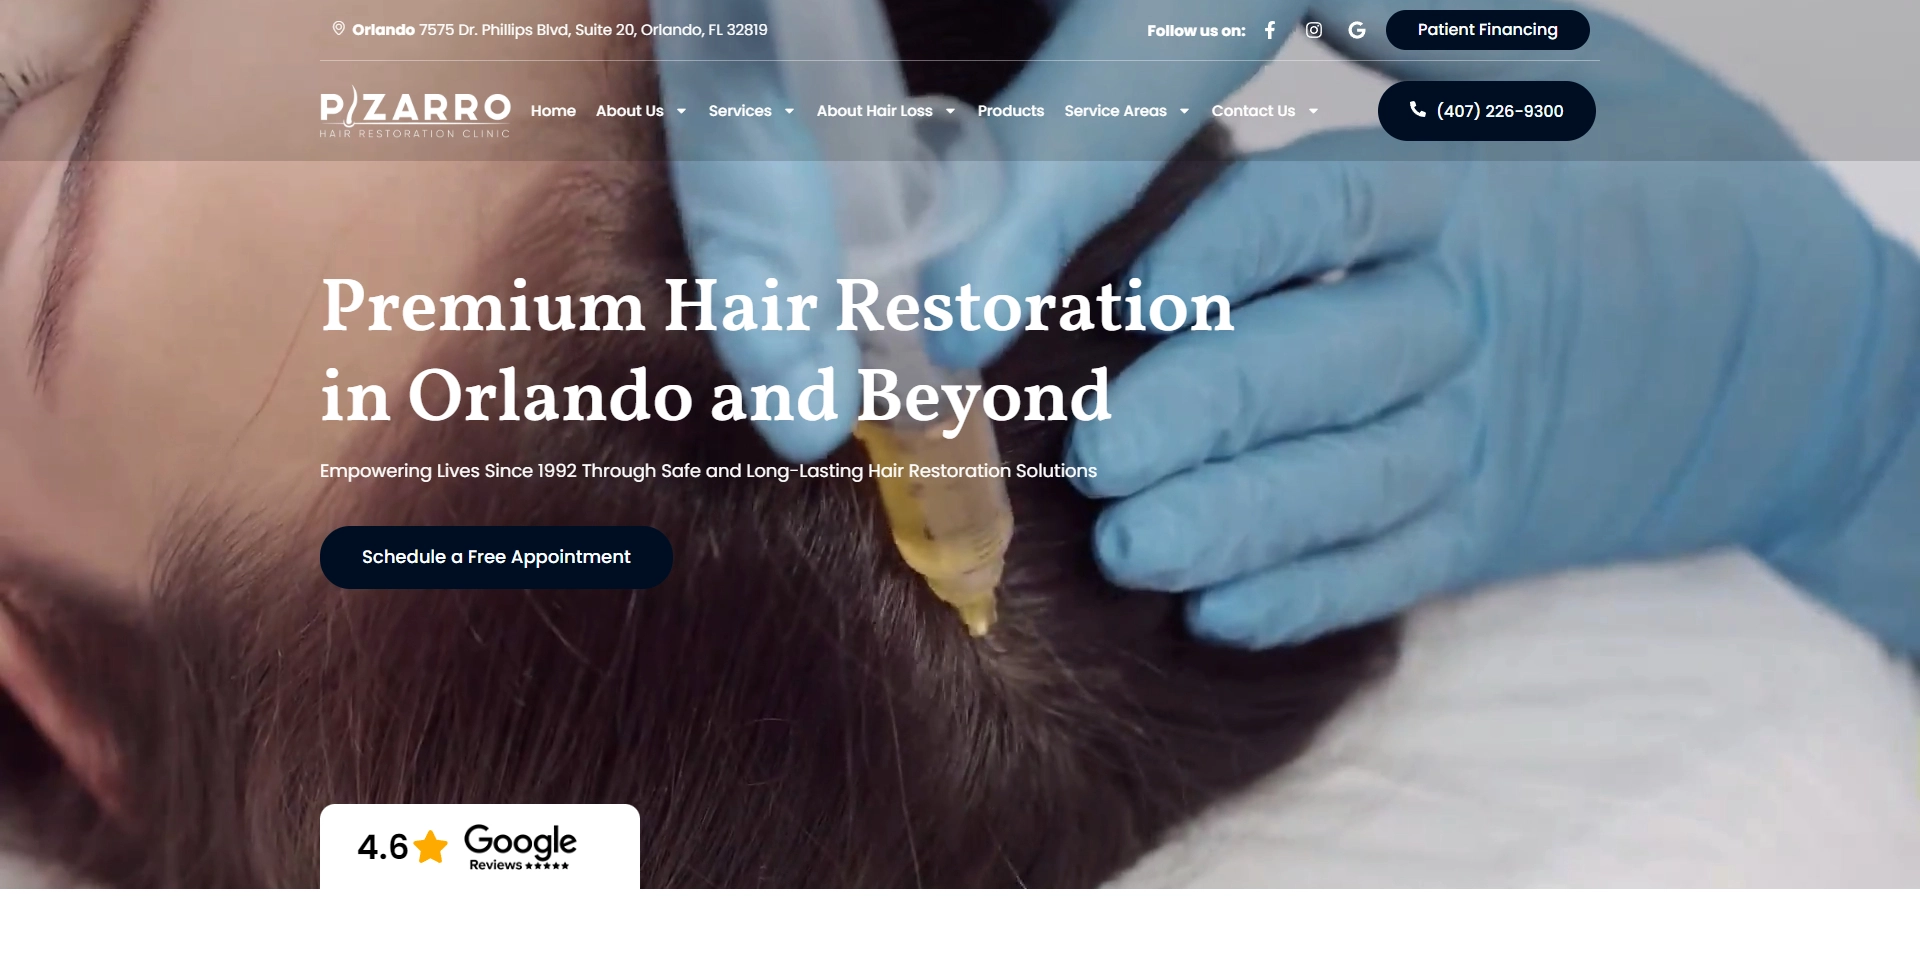 Orlando 7575 Dr. Phillips Blvd, Suite 20, Orlando, FL 32819
Follow us on:
Patient Financing
PIZARRO
HAIR RESTORATION CLINIC
Home About Us Services About Hair Loss Products Service Areas Contact Us
(407) 226-9300
Premium Hair Restoration
in Orlando and Beyond
Empowering Lives Since 1992 Through Safe and Long-Lasting Hair Restoration Solutions
Schedule a Free Appointment
4.6
Google
Reviews